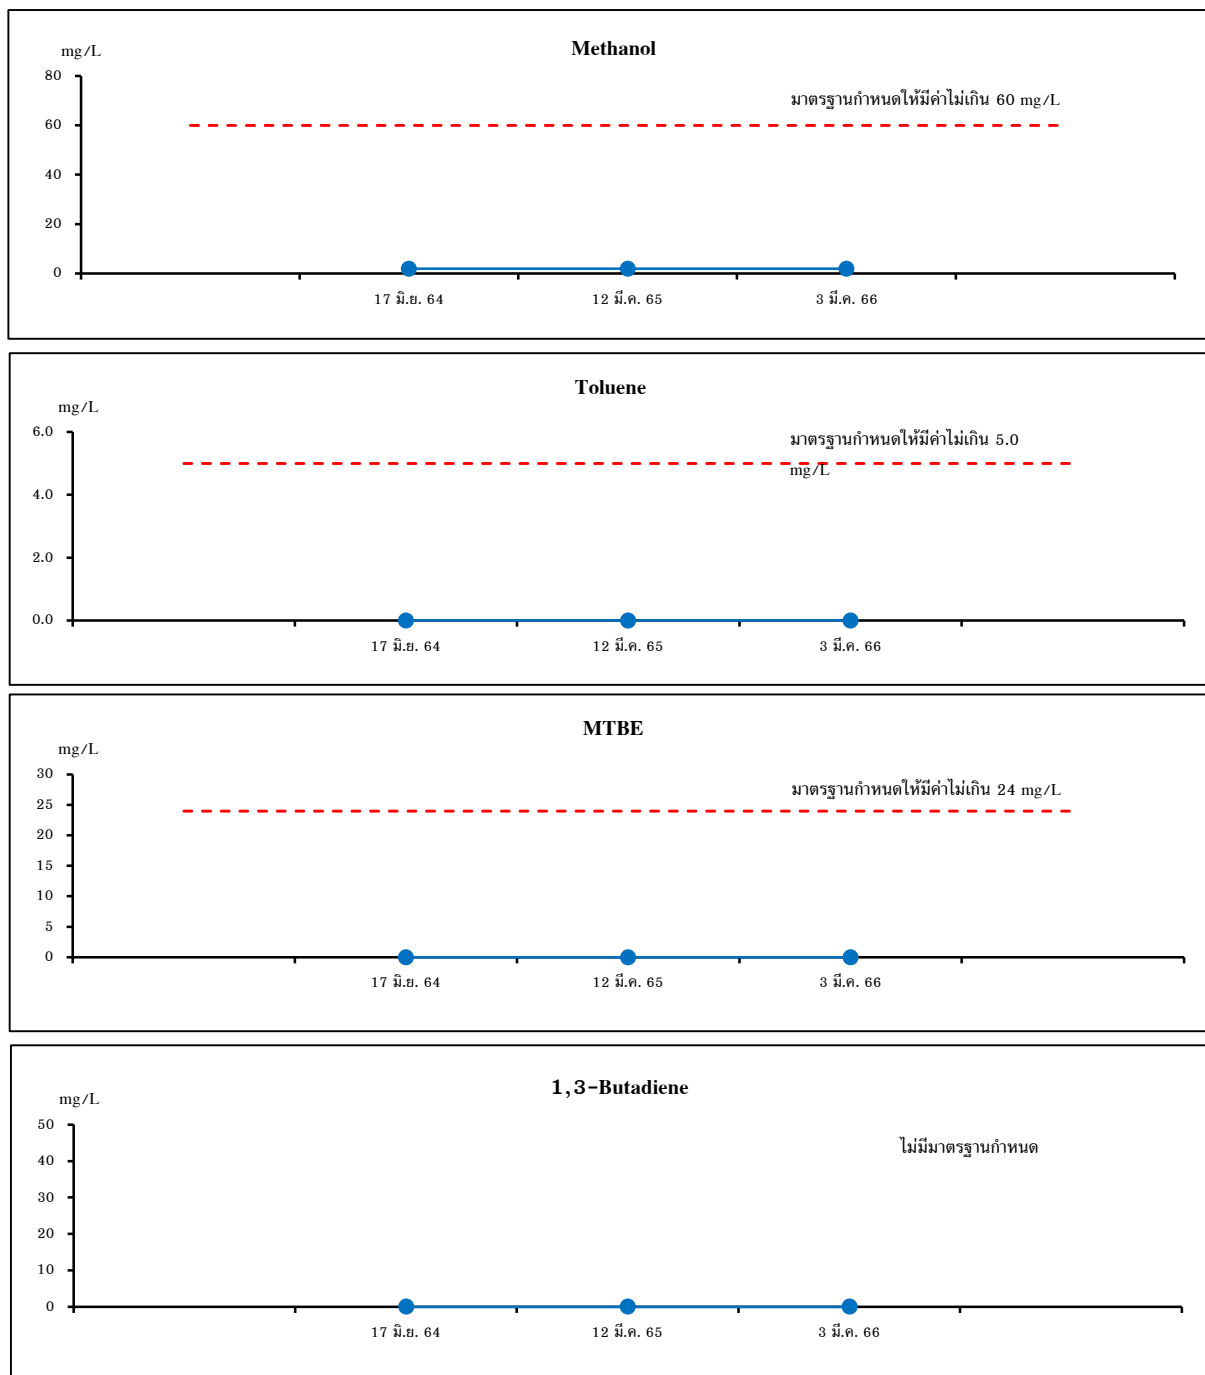 Methanol
mg/L
80
มาตรฐานกำหนดให้มีค่าไม่เกิน 60 mg/L
60
40
20
0
17 มิ.ย. 64
12 มี.ค. 65
3 มี.ค. 66
Toluene
mg/L
6.0
มาตรฐานกำหนดให้มีค่าไม่เกิน 5.0
mg/L
4.0
2.0
0.0
17 มิ.ย. 64
12 มี.ค. 65
3 มี.ค. 66
MTBE
mg/L
30
มาตรฐานกำหนดให้มีค่าไม่เกิน 24 mg/L
25
20
15
10
5
0
17 มิ.ย. 64
12 มี.ค. 65
3 มี.ค. 66
1,3-Butadiene
mg/L
50
ไม่มีมาตรฐานกำหนด
40
30
20
10
0
17 มิ.ย. 64
12 มี.ค. 65
3 มี.ค. 66